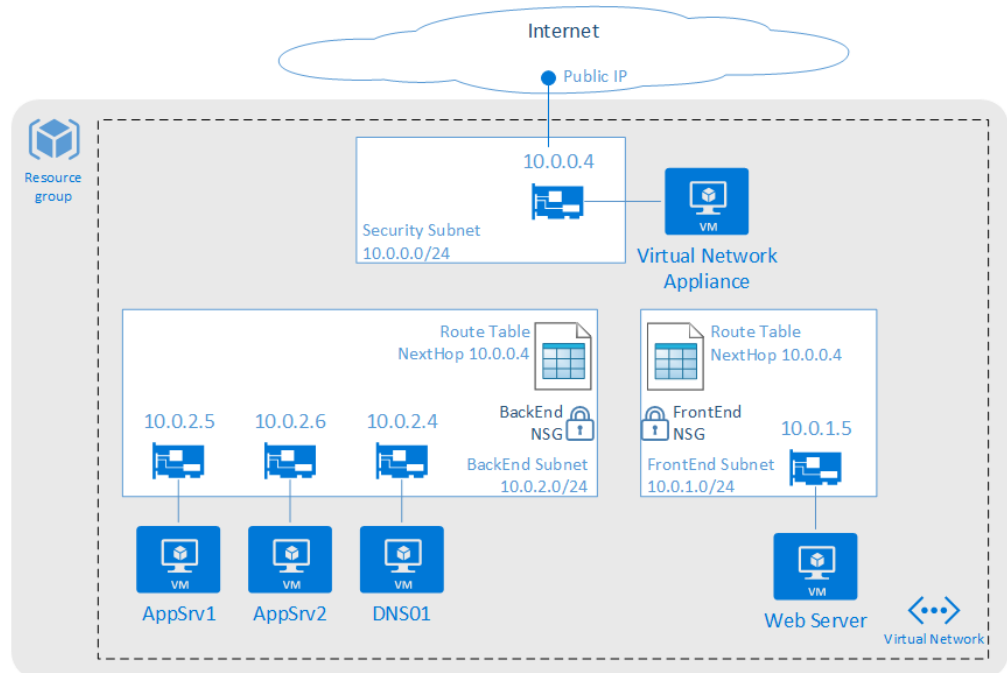 Internet
Public IP
Resource
group
10.0.0.4
Security Subnet
10.0.0.0/24
VM
Virtual Network
Appliance
Route Table
NextHop 10.0.0.4
BackEnd
NSG
10.0.2.5
10.0.2.6
10.0.2.4
BackEnd Subnet
10.0.2.0/24
VM
VM
VM
AppSrv1
AppSrv2
DNS01
Route Table
NextHop 10.0.0.4
FrontEnd
NSG
10.0.1.5
FrontEnd Subnet
10.0.1.0/24
VM
Web Server
Virtual Network